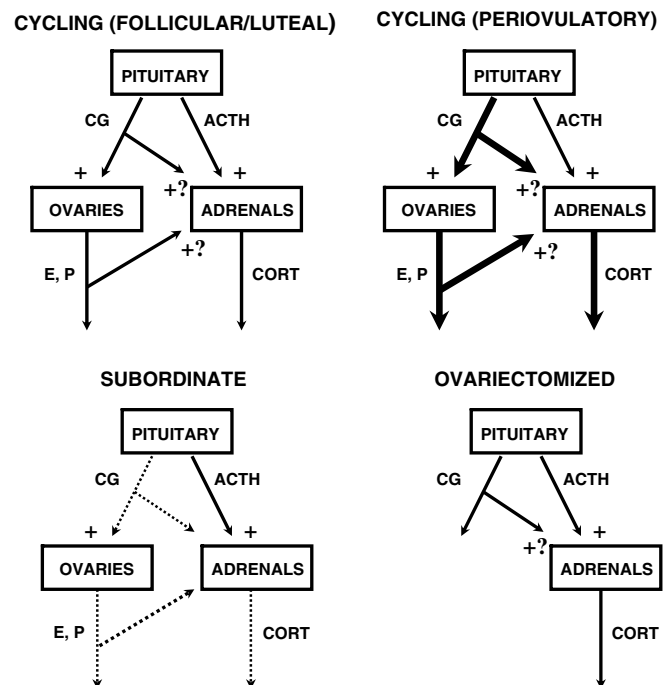 CYCLING (FOLLICULAR/LUTEAL)
PITUITARY
CG
ACTH
+
+?
+
OVARIES
ADRENALS
+?
E, P
CORT
CYCLING (PERIOVULATORY)
PITUITARY
CG
ACTH
+
+?
+
OVARIES
ADRENALS
+?
E, P
CORT
SUBORDINATE
PITUITARY
CG
ACTH
+
+
OVARIES
ADRENALS
E, P
CORT
OVARIECTOMIZED
PITUITARY
CG
ACTH
+?
+
ADRENALS
CORT